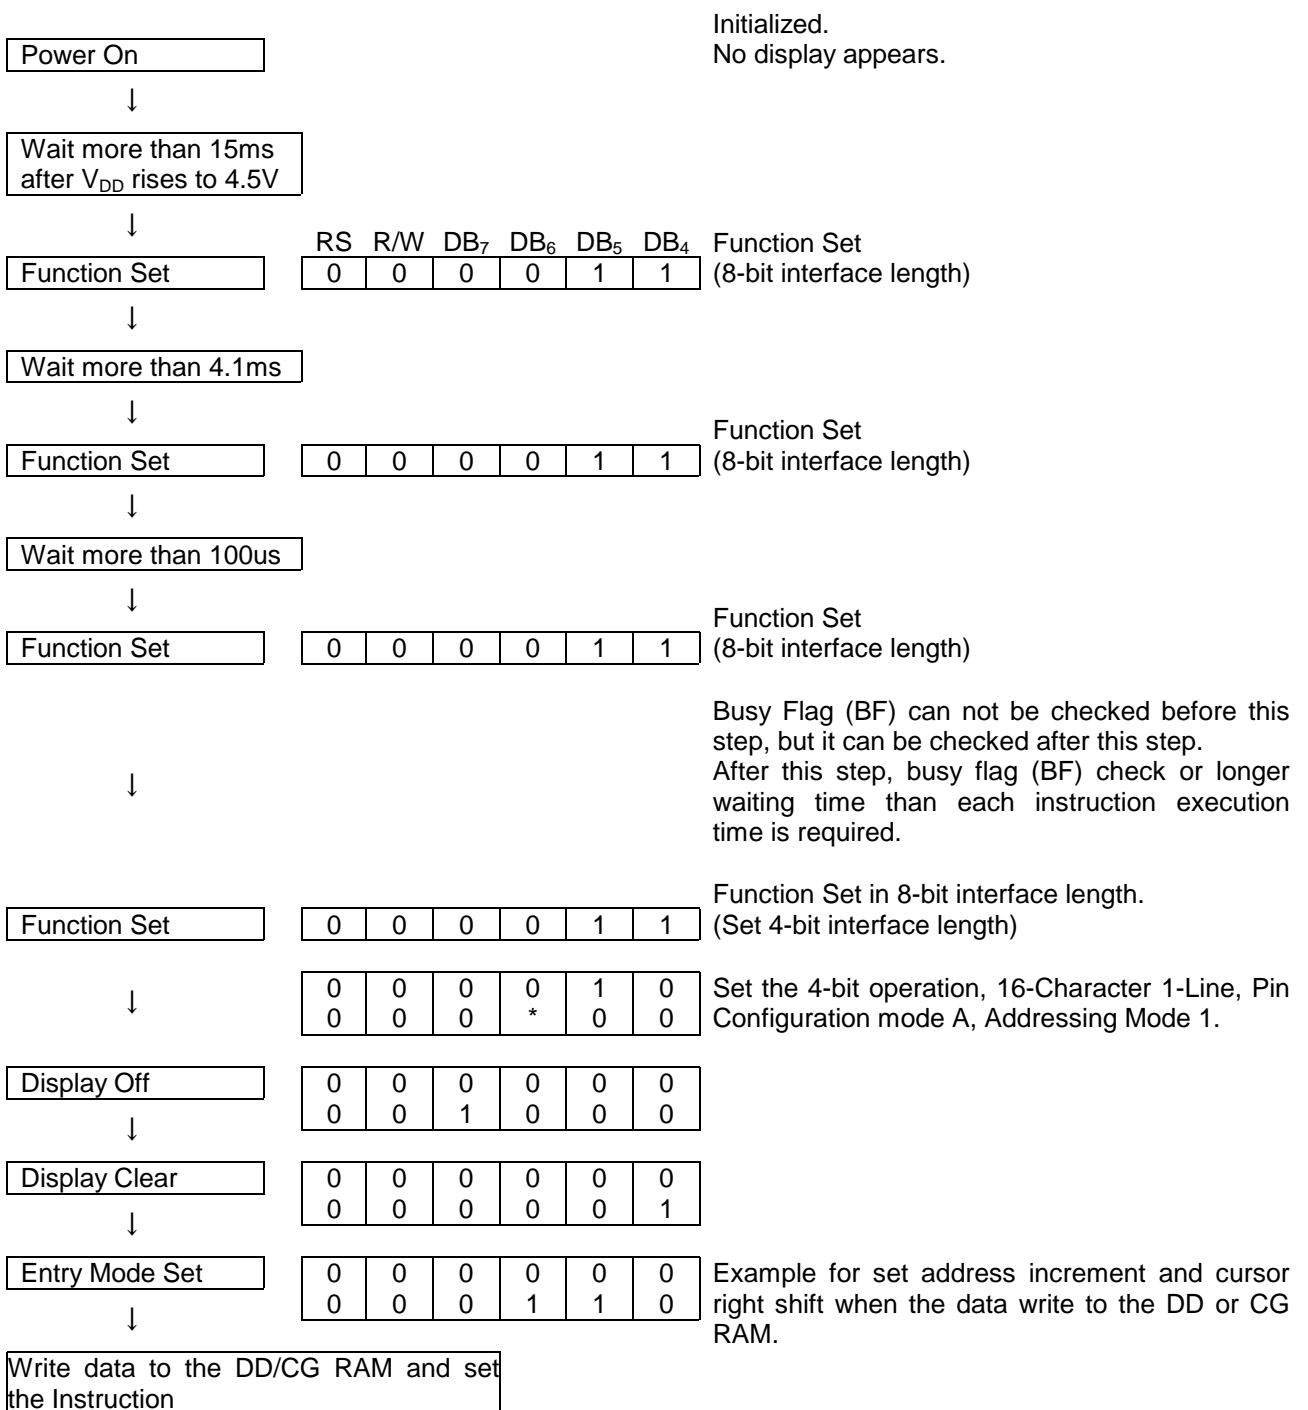 Initialized.
Power On No display appears.
↓
Wait more than 15ms
after VDD rises to 4.5V
↓
RS R/W DB7 DB6 DB5 DB4 Function Set
Function Set 0 0 0 0 1 1 (8-bit interface length)
↓
Wait more than 4.1ms
↓
Function Set
Function Set 0 0 0 0 1 1 (8-bit interface length)
↓
Wait more than 100us
↓
Function Set
Function Set 0 0 0 0 1 1 (8-bit interface length)
Busy Flag (BF) can not be checked before this
step, but it can be checked after this step.
↓ After this step, busy flag (BF) check or longer
waiting time than each instruction execution
time is required.
Function Set in 8-bit interface length.
Function Set 0 0 0 0 1 1 (Set 4-bit interface length)
↓ 0 0 0 0 1 0 Set the 4-bit operation, 16-Character 1-Line, Pin
0 0 0 * 0 0 Configuration mode A, Addressing Mode 1.
Display Off 0 0 0 0 0 0
↓ 0 0 1 0 0 0
Display Clear 0 0 0 0 0 0
↓ 0 0 0 0 0 1
Entry Mode Set 0 0 0 0 0 0 Example for set address increment and cursor
↓ 0 0 0 1 1 0 right shift when the data write to the DD or CG
RAM.
Write data to the DD/CG RAM and set
the Instruction